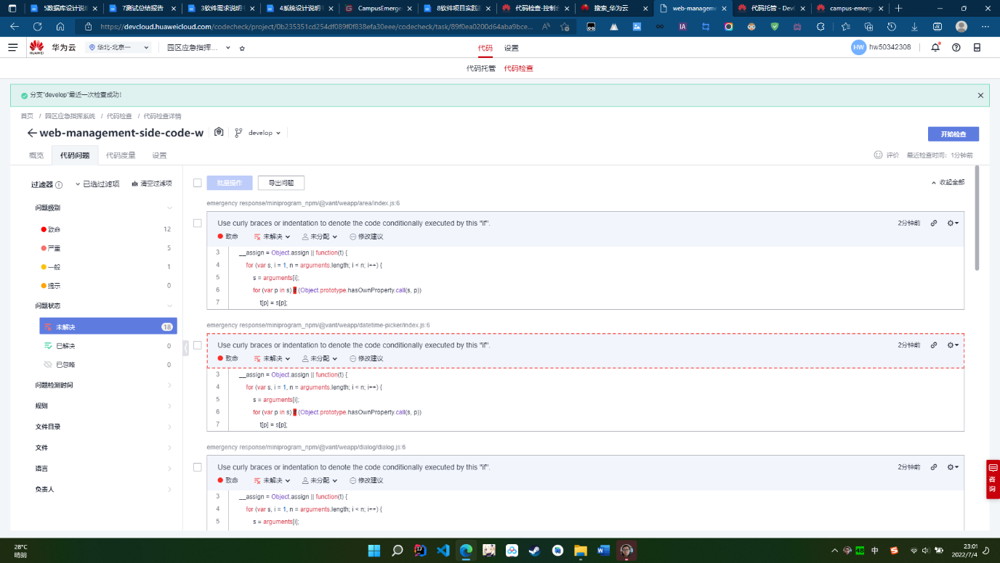 5数据库设计说
7测试总结报告
3软件需求说明
4系统设计说明
CampusEmerge
8软件项目实践
代码检查-控制台
搜索_华为云
web-manageme
代码托管 - DevC
campus-emerge
https://devcloud.huaweicloud.com/codecheck/project/0b235351cd254df089f0f838efa30eee/codecheck/task/89f0ea0200d64aba9bce...
HUAWEI
华为云
华北-北京一
园区应急指挥...
代码
设置
HW
hw50342308
代码托管
代码检查
分支"develop"最近一次检查成功!
首页 / 园区应急指挥系统 / 代码检查 / 代码检查详情
web-management-side-code-w
develop
开始检查
概览
代码问题
代码度量
设置
评价
最近检查时间: 1分钟前
过滤器
已选过滤项
清空过滤项
批量操作
导出问题
收起全部
问题级别
致命 12
严重 5
一般 1
提示 0
问题状态
未解决 18
已解决 0
已忽略 0
问题检测时间
规则
文件目录
文件
语言
负责人
emergency response/miniprogram_npm/@vant/weapp/area/index.js:6
Use curly braces or indentation to denote the code conditionally executed by this "if".
2分钟前
致命 未解决 未分配 修改建议
3 __assign = Object.assign || function(t) {
4 for (var s, i = 1, n = arguments.length; i < n; i++) {
5 s = arguments[i];
6 for (var p in s) if (Object.prototype.hasOwnProperty.call(s, p))
7 t[p] = s[p];
emergency response/miniprogram_npm/@vant/weapp/datetime-picker/index.js:6
Use curly braces or indentation to denote the code conditionally executed by this "if".
2分钟前
致命 未解决 未分配 修改建议
3 __assign = Object.assign || function(t) {
4 for (var s, i = 1, n = arguments.length; i < n; i++) {
5 s = arguments[i];
6 for (var p in s) if (Object.prototype.hasOwnProperty.call(s, p))
7 t[p] = s[p];
emergency response/miniprogram_npm/@vant/weapp/dialog/dialog.js:6
Use curly braces or indentation to denote the code conditionally executed by this "if".
2分钟前
致命 未解决 未分配 修改建议
3 __assign = Object.assign || function(t) {
4 for (var s, i = 1, n = arguments.length; i < n; i++) {
5 s = arguments[i];
咨询
28°C
晴朗
48
中
23:01
2022/7/4